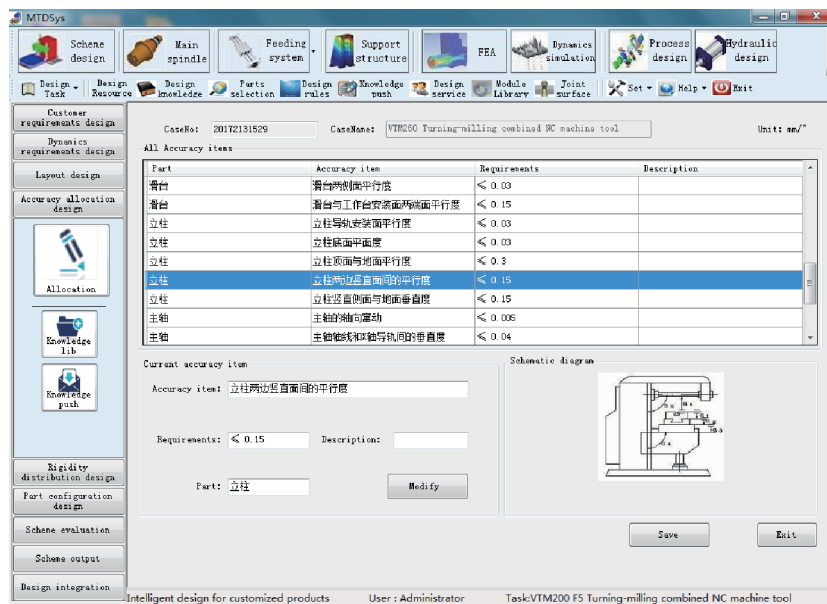 MTDSys
Scheme design
Main spindle
Feeding system
Support structure
FEA
Dynamics simulation
Process design
Hydraulic design
Design Task
Design Resource
Design knowledge
Parts selection
Design rules
Knowledge push
Design service
Module Library
Joint surface
Set
Help
Exit
Customer requirements design
Dynamics requirements design
Layout design
Accuracy allocation design
Allocation
Knowledge lib
Knowledge push
Rigidity distribution design
Part configuration design
Scheme evaluation
Scheme output
Design integration
CaseNo: 20172131529 CaseName: VTM260 Turning-milling combined NC machine tool Unit: mm/°
All Accuracy items
Part Accuracy item Requirements Description
滑台 滑台两侧面平行度 ≤ 0.03
滑台 滑台与工作台安装面两端面平行度 ≤ 0.15
立柱 立柱导轨安装面平行度 ≤ 0.03
立柱 立柱底面平面度 ≤ 0.03
立柱 立柱顶面与地面平行度 ≤ 0.3
立柱 立柱两边竖直面间的平行度 ≤ 0.15
立柱 立柱竖直侧面与地面垂直度 ≤ 0.15
主轴 主轴的轴向窜动 ≤ 0.005
主轴 主轴轴线和X轴导轨间的垂直度 ≤ 0.04
Current accuracy item
Accuracy item: 立柱两边竖直面间的平行度
Requirements: ≤ 0.15 Description:
Part: 立柱 Modify
Schematic diagram
Save Exit
Intelligent design for customized products User : Administrator Task:VTM200 F5 Turning-milling combined NC machine tool